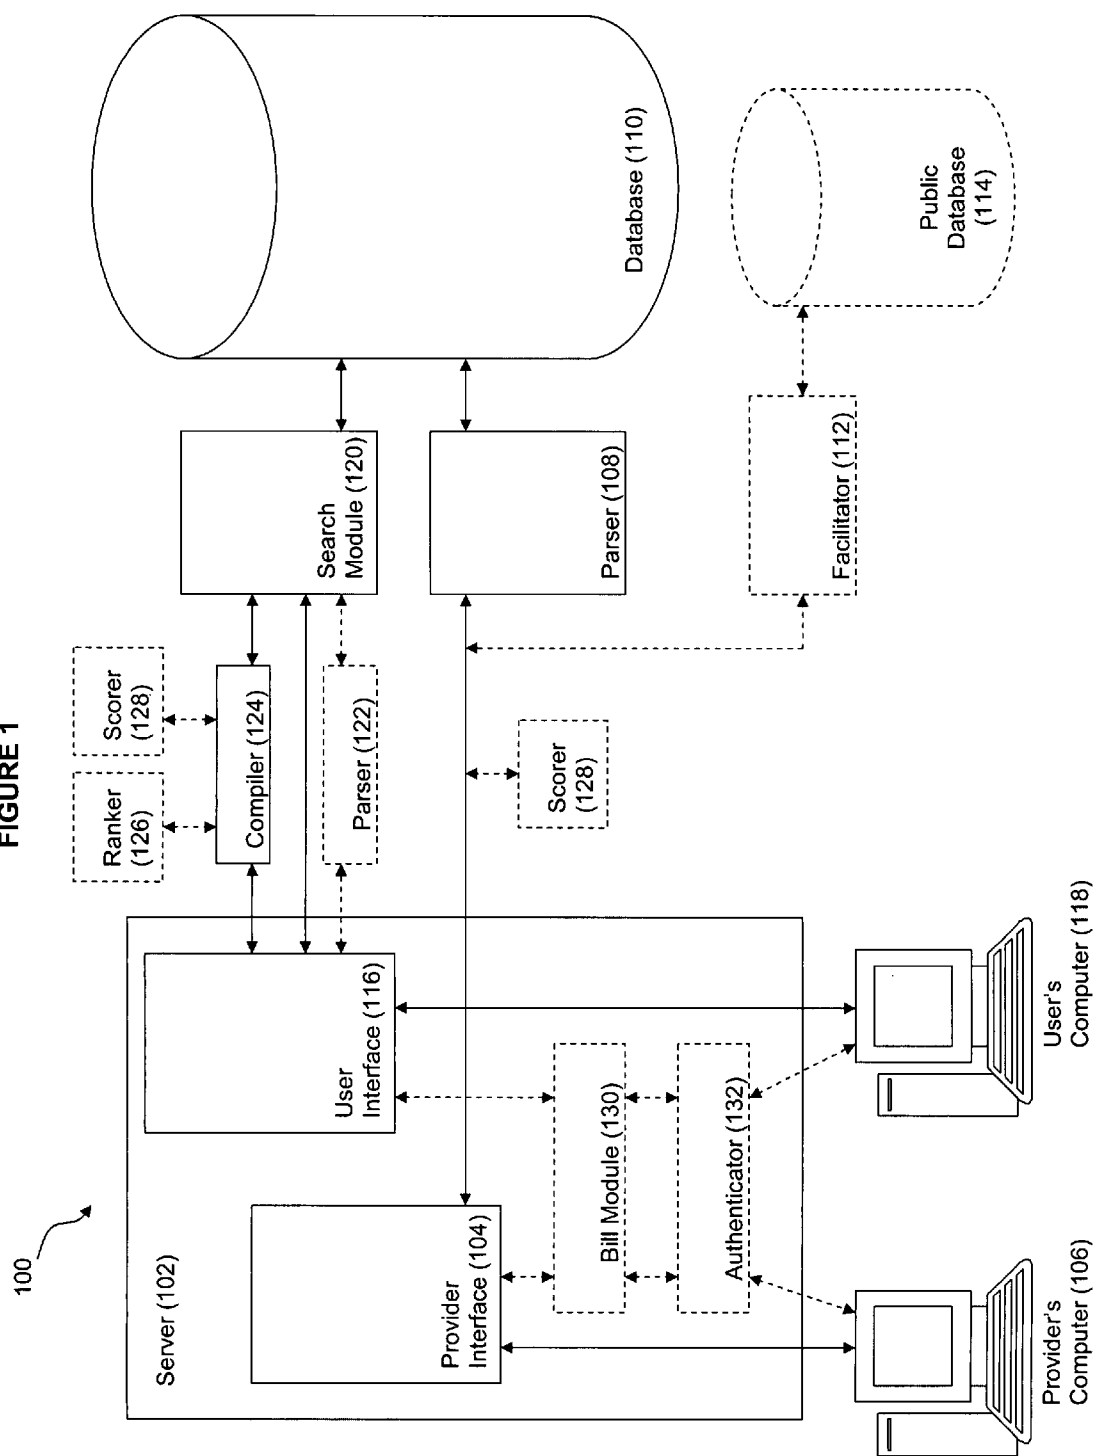 FIGURE 1
100
Server (102)
Provider
Interface (104)
User
Interface (116)
Bill Module (130)
Authenticator (132)
Provider's
Computer (106)
User's
Computer (118)
Ranker
(126)
Scorer
(128)
Compiler (124)
Parser (122)
Scorer
(128)
Search
Module (120)
Parser (108)
Facilitator (112)
Database (110)
Public
Database
(114)